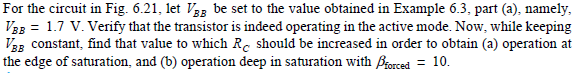 For the circuit in Fig. 6.21, let V_BB be set to the value obtained in Example 6.3, part (a), namely,
V_BB = 1.7 V. Verify that the transistor is indeed operating in the active mode. Now, while keeping
V_BB constant, find that value to which R_C should be increased in order to obtain (a) operation at
the edge of saturation, and (b) operation deep in saturation with β_forced = 10.